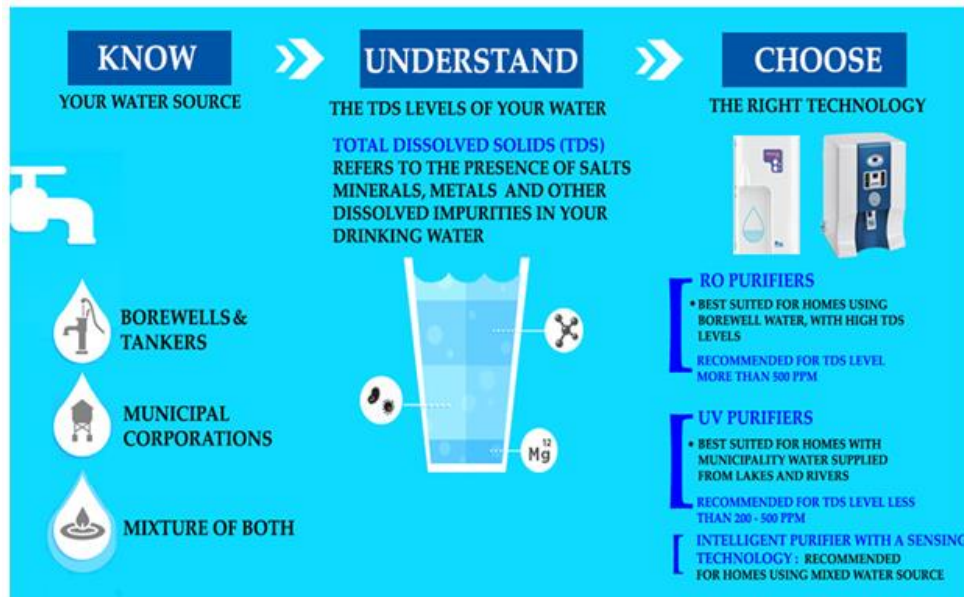 KNOW
YOUR WATER SOURCE
BOREWELLS &
TANKERS
MUNICIPAL
CORPORATIONS
MIXTURE OF BOTH
UNDERSTAND
THE TDS LEVELS OF YOUR WATER
TOTAL DISSOLVED SOLIDS (TDS)
REFERS TO THE PRESENCE OF SALTS
MINERALS, METALS AND OTHER
DISSOLVED IMPURITIES IN YOUR
DRINKING WATER
12
Mg
CHOOSE
THE RIGHT TECHNOLOGY
RO PURIFIERS
• BEST SUITED FOR HOMES USING
BOREWELL WATER, WITH HIGH TDS
LEVELS
RECOMMENDED FOR TDS LEVEL
MORE THAN 500 PPM
UV PURIFIERS
• BEST SUITED FOR HOMES WITH
MUNICIPALITY WATER SUPPLIED
FROM LAKES AND RIVERS
RECOMMENDED FOR TDS LEVEL LESS
THAN 200 - 500 PPM
INTELLIGENT PURIFIER WITH A SENSING
TECHNOLOGY : RECOMMENDED
FOR HOMES USING MIXED WATER SOURCE